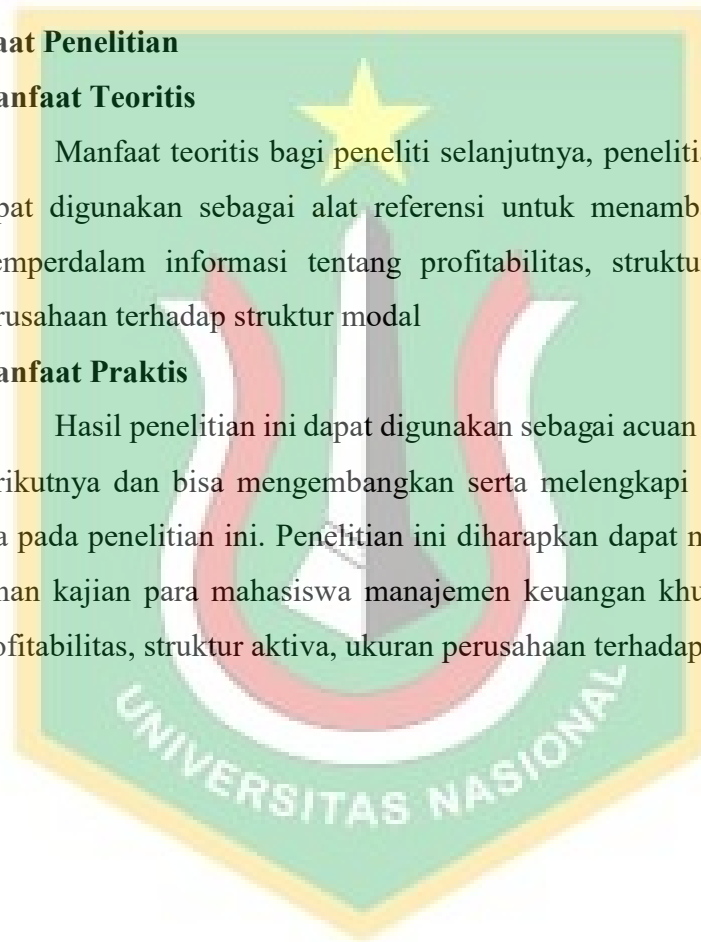 aat Penelitian
anfaat Teoritis
Manfaat teoritis bagi peneliti selanjutnya, peneliti
pat digunakan sebagai alat referensi untuk menamb
emperdalam informasi tentang profitabilitas, struktu
rusahaan terhadap struktur modal
anfaat Praktis
Hasil penelitian ini dapat digunakan sebagai acuan
rikutnya dan bisa mengembangkan serta melengkapi
a pada penelitian ini. Penelitian ini diharapkan dapat m
han kajian para mahasiswa manajemen keuangan khu
ofitabilitas, struktur aktiva, ukuran perusahaan terhadap
UNIVERSITAS NASIONAL